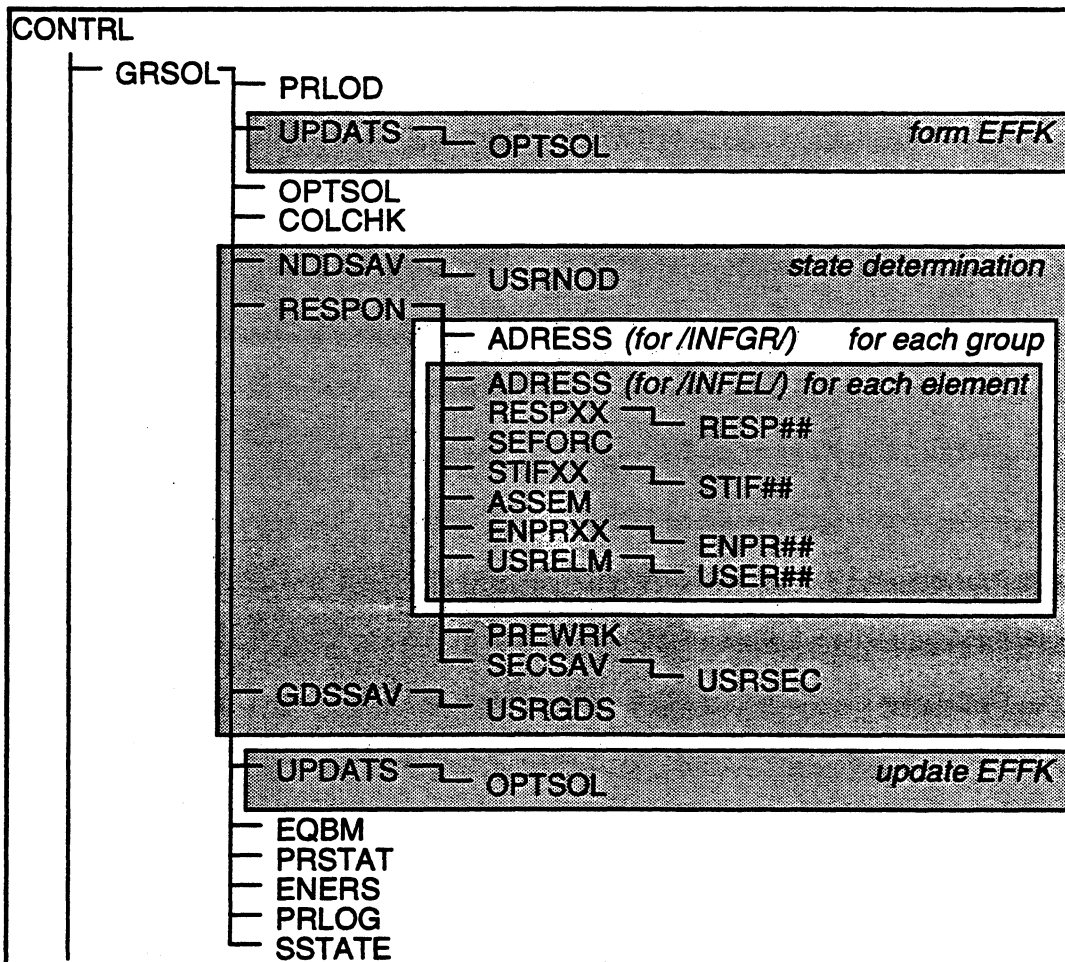 CONTRL
GRSOL
PRLOD
UPDATS OPTSOL form EFFK
OPTSOL
COLCHK
NDDSAV USRNOD state determination
RESPON
ADRESS (for /INFGR/) for each group
ADRESS (for /INFEL/) for each element
RESPXX RESP##
SEFORC
STIFXX STIF##
ASSEM
ENPRXX ENPR##
USRELM USER##
PREWRK
SECSAV USRSEC
GDSSAV USRGDS
UPDATS OPTSOL update EFFK
EQBM
PRSTAT
ENERS
PRLOG
SSTATE